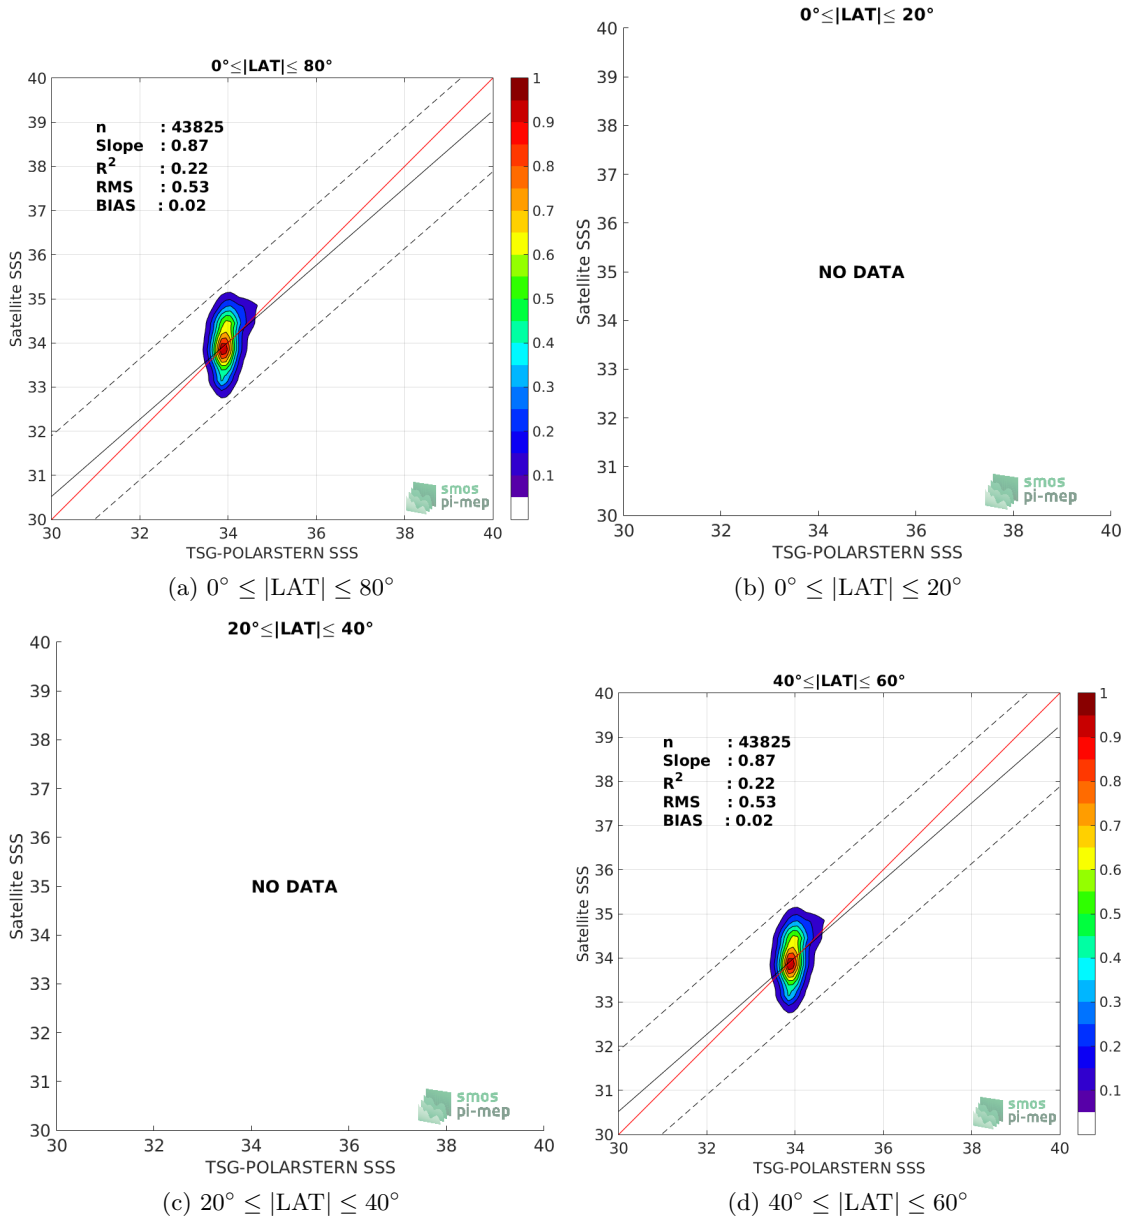 0°≤|LAT|≤ 80°
40
39
38
37
36
35
34
33
32
31
30
n : 43825
Slope : 0.87
R² : 0.22
RMS : 0.53
BIAS : 0.02
Satellite SSS
30 32 34 36 38 40
TSG-POLARSTERN SSS
1
0.9
0.8
0.7
0.6
0.5
0.4
0.3
0.2
0.1
smos
pi-mep
(a) 0° ≤ |LAT| ≤ 80°
0°≤|LAT|≤ 20°
40
39
38
37
36
35
34
33
32
31
30
Satellite SSS
NO DATA
smos
pi-mep
30 32 34 36 38 40
TSG-POLARSTERN SSS
(b) 0° ≤ |LAT| ≤ 20°
20°≤|LAT|≤ 40°
40
39
38
37
36
35
34
33
32
31
30
Satellite SSS
NO DATA
smos
pi-mep
30 32 34 36 38 40
TSG-POLARSTERN SSS
(c) 20° ≤ |LAT| ≤ 40°
40°≤|LAT|≤ 60°
40
39
38
37
36
35
34
33
32
31
30
n : 43825
Slope : 0.87
R² : 0.22
RMS : 0.53
BIAS : 0.02
Satellite SSS
30 32 34 36 38 40
TSG-POLARSTERN SSS
1
0.9
0.8
0.7
0.6
0.5
0.4
0.3
0.2
0.1
smos
pi-mep
(d) 40° ≤ |LAT| ≤ 60°